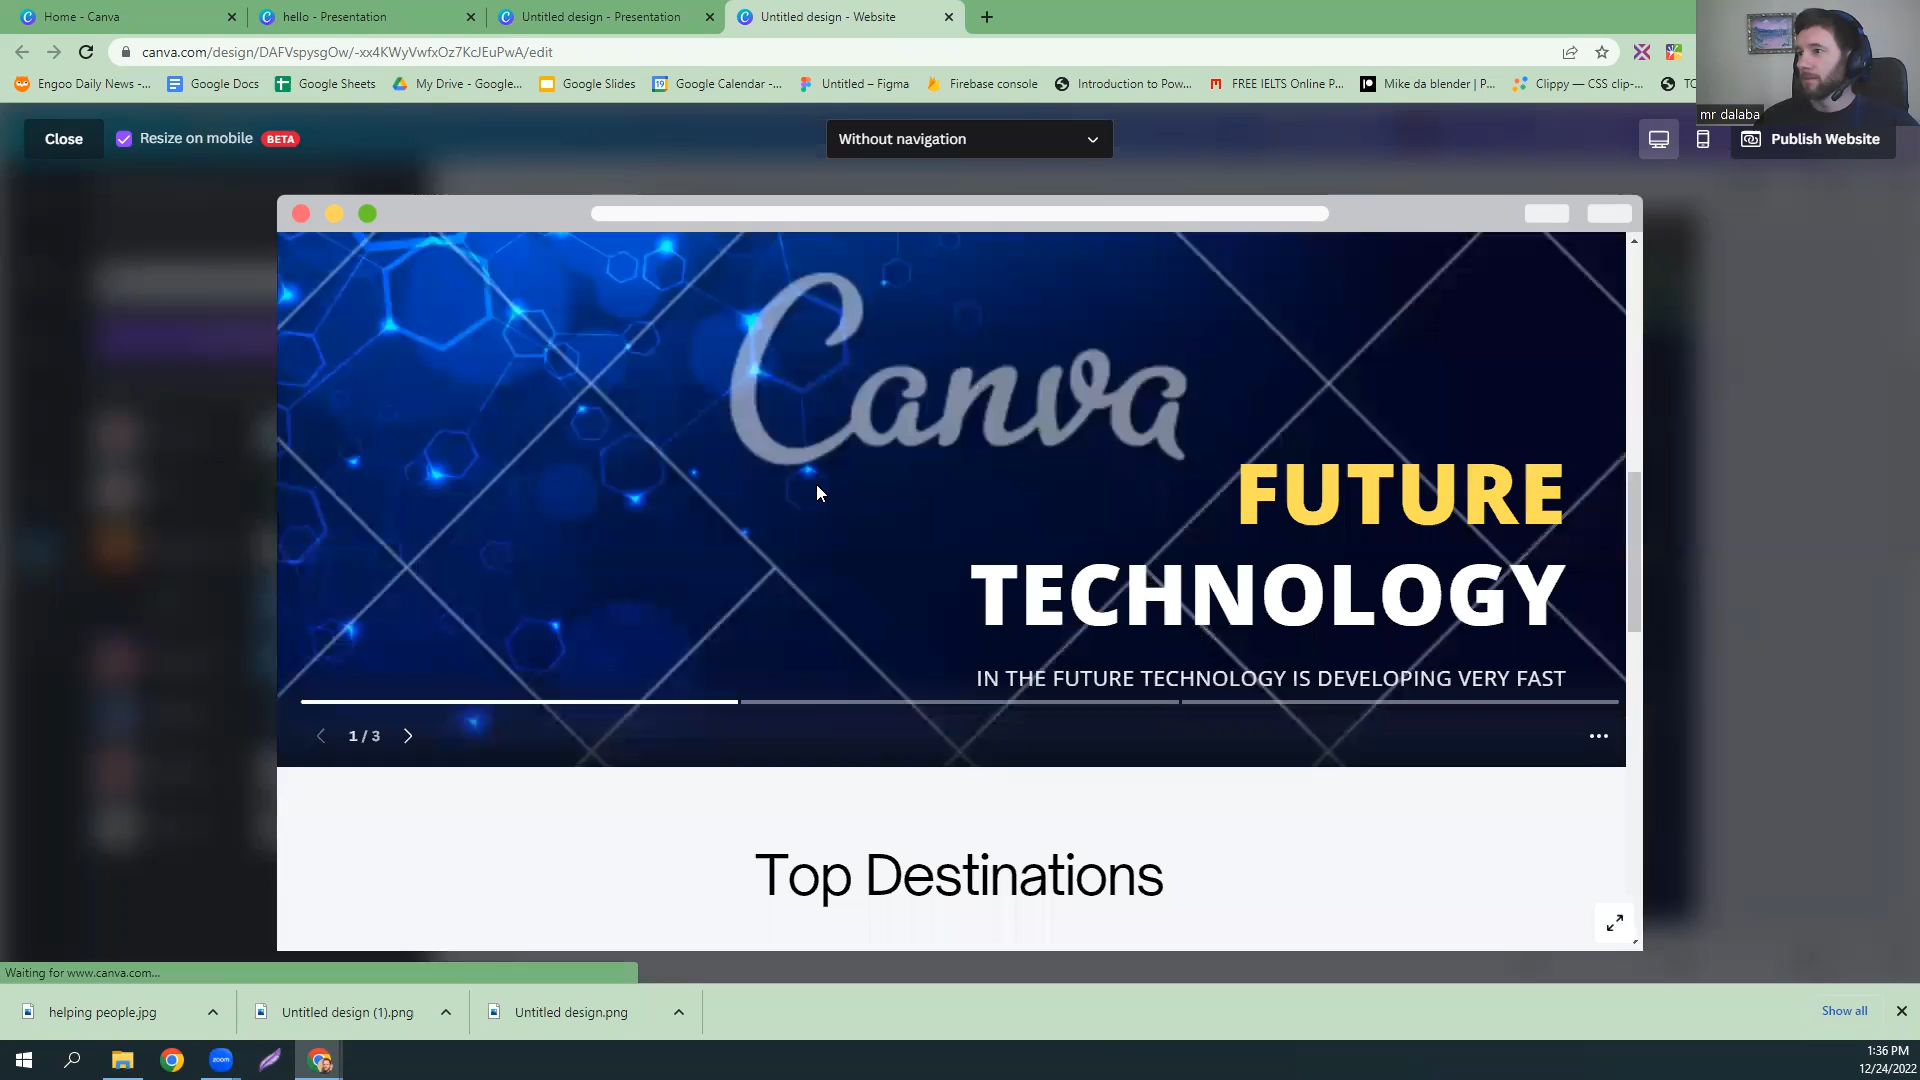 Home - Canva
hello - Presentation
Untitled design - Presentation
Untitled design - Website
canva.com/design/DAFVspysgOw/-xx4KWyVwfxOz7KcJEuPwA/edit
Engoo Daily News -...
Google Docs
Google Sheets
My Drive - Google...
Google Slides
19
Google Calendar -...
Untitled – Figma
Firebase console
Introduction to Pow...
FREE IELTS Online P...
Mike da blender | P...
Clippy — CSS clip-...
TC
mr dalaba
Close
Resize on mobile
BETA
Without navigation
Publish Website
Canva
FUTURE
TECHNOLOGY
IN THE FUTURE TECHNOLOGY IS DEVELOPING VERY FAST
1 / 3
Top Destinations
Waiting for www.canva.com...
helping people.jpg
Untitled design (1).png
Untitled design.png
Show all
zoom
1:36 PM
12/24/2022